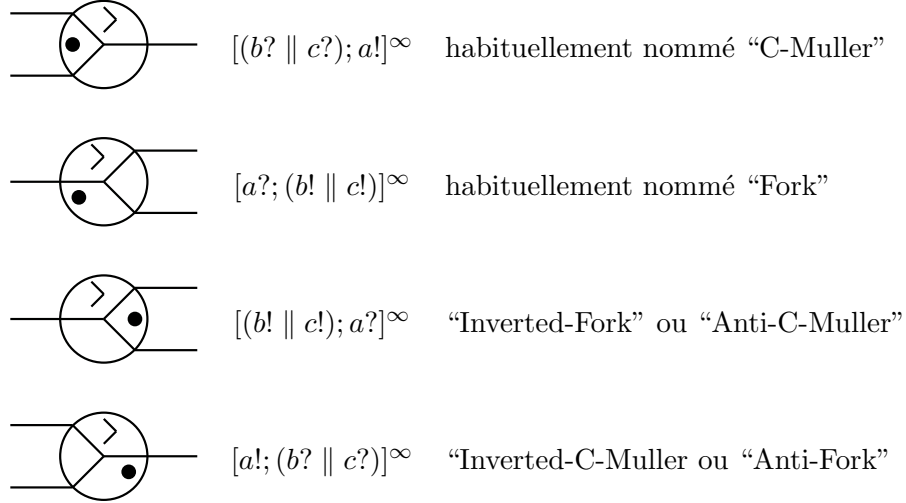 [(b? ∥ c?); a!]∞ habituellement nommé “C-Muller”
[a?; (b! ∥ c!)]∞ habituellement nommé “Fork”
[(b! ∥ c!); a?]∞ “Inverted-Fork” ou “Anti-C-Muller”
[a!; (b? ∥ c?)]∞ “Inverted-C-Muller ou “Anti-Fork”